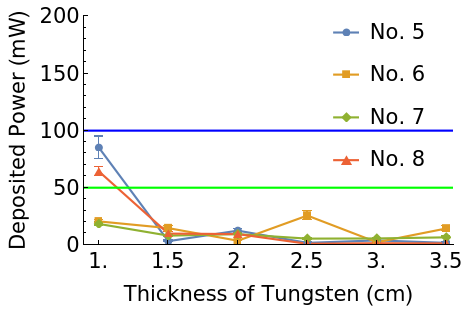 200
150
100
50
0
Deposited Power (mW)
No. 5
No. 6
No. 7
No. 8
1. 1.5 2. 2.5 3. 3.5
Thickness of Tungsten (cm)